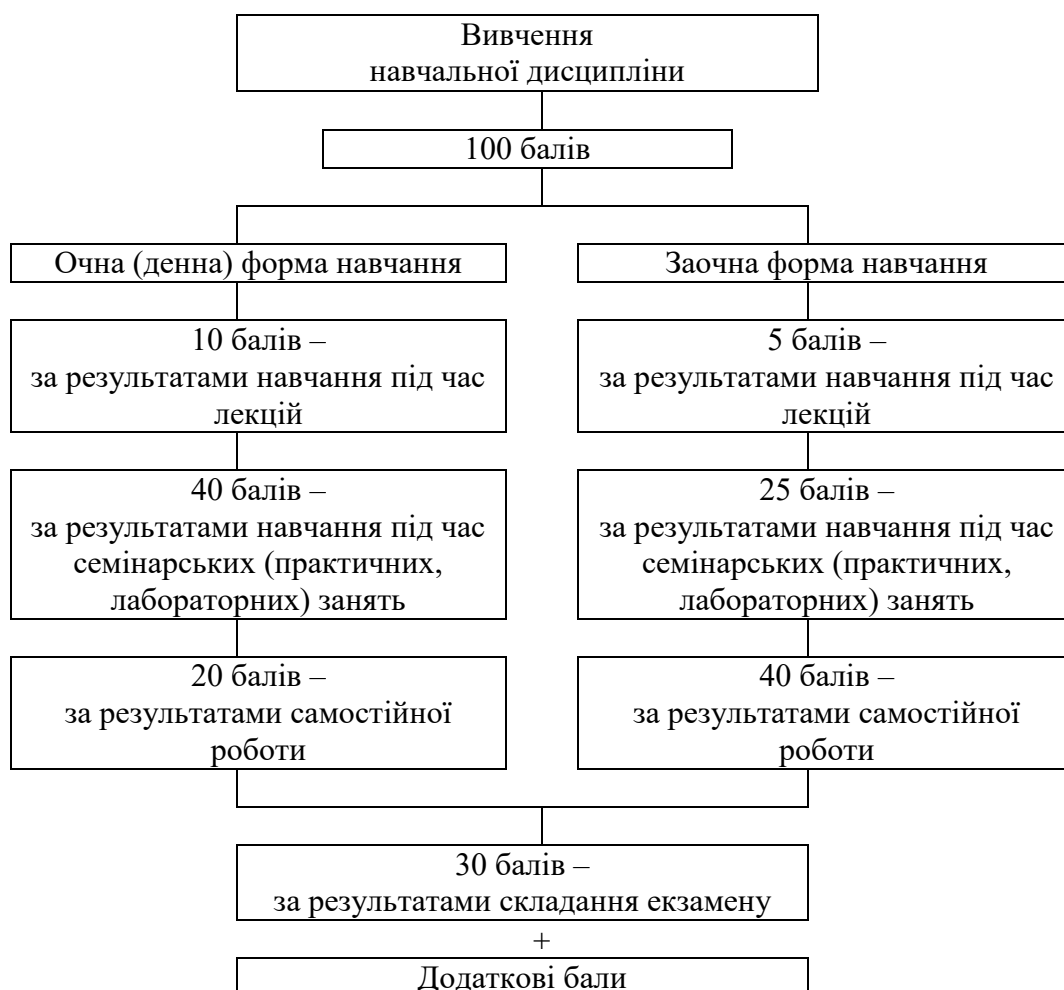 Вивчення
навчальної дисципліни
100 балів
Очна (денна) форма навчання
10 балів –
за результатами навчання під час
лекцій
40 балів –
за результатами навчання під час
семінарських (практичних,
лабораторних) занять
20 балів –
за результатами самостійної
роботи
Заочна форма навчання
5 балів –
за результатами навчання під час
лекцій
25 балів –
за результатами навчання під час
семінарських (практичних,
лабораторних) занять
40 балів –
за результатами самостійної
роботи
30 балів –
за результатами складання екзамену
+
Додаткові бали